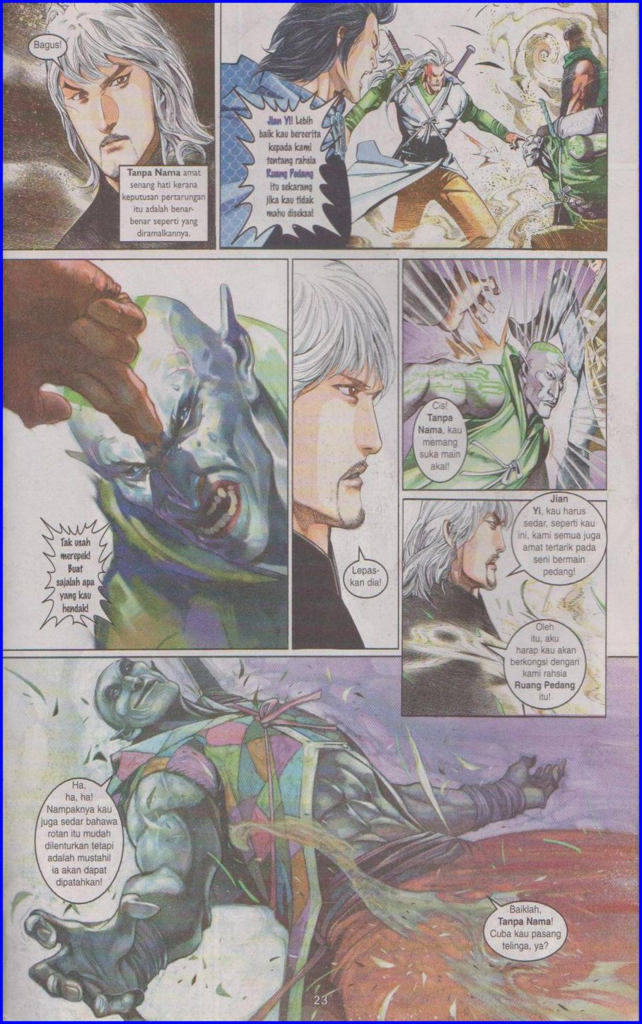 Bagus!
Tanpa Nama amat
senang hati kerana
keputusan pertarungan
itu adalah benar-
benar seperti yang
diramalkannya.
Jian Yi! Lebih
baik kau bercerita
kepada kami
tentang rahsia
Ruang Pedang
itu sekarang
jika kau tidak
mahu diseksa!
Tak usah
merepek!
Buat
sajalah apa
yang kau
hendak!
Lepas-
kan dia!
Cis!
Tanpa
Nama, kau
memang
suka main
akal!
Jian
Yi, kau harus
sedar, seperti kau
ini, kami semua juga
amat tertarik pada
seni bermain
pedang!
Oleh
itu, aku
harap kau akan
berkongsi dengan
kami rahsia
Ruang Pedang
itu!
Ha,
ha, ha!
Nampaknya kau
juga sedar bahawa
rotan itu mudah
dilenturkan tetapi
adalah mustahil
ia akan dapat
dipatahkan!
Baiklah,
Tanpa Nama!
Cuba kau pasang
telinga, ya?
23